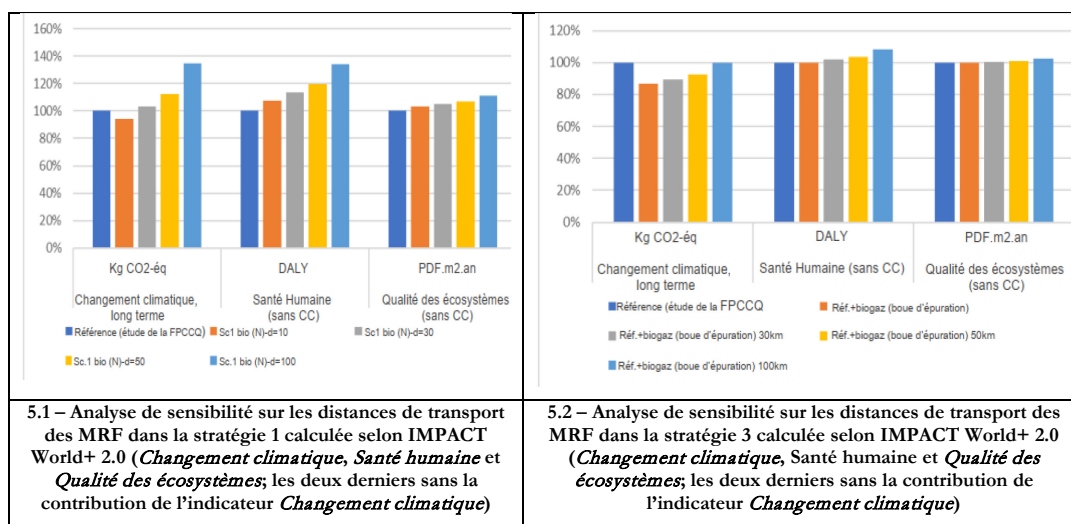 160%
140%
120%
100%
80%
60%
40%
20%
0%
Kg CO2-éq
DALY
PDF.m2.an
Changement climatique,
long terme
Santé Humaine
(sans CC)
Qualité des écosystèmes
(sans CC)
Référence (étude de la FPCCQ)
Sc1 bio (N)-d=10
Sc1 bio (N)-d=30
Sc.1 bio (N)-d=50
Sc.1 bio (N)-d=100
5.1 – Analyse de sensibilité sur les distances de transport
des MRF dans la stratégie 1 calculée selon IMPACT
World+ 2.0 (Changement climatique, Santé humaine et
Qualité des écosystèmes; les deux derniers sans la
contribution de l'indicateur Changement climatique)
120%
100%
80%
60%
40%
20%
0%
Kg CO2-éq
DALY
PDF.m2.an
Changement climatique,
long terme
Santé Humaine (sans CC)
Qualité des écosystèmes
(sans CC)
Référence (étude de la FPCCQ)
Réf.+biogaz (boue d'épuration)
Réf.+biogaz (boue d'épuration) 30km
Réf.+biogaz (boue d'épuration) 50km
Réf.+biogaz (boue d'épuration) 100km
5.2 – Analyse de sensibilité sur les distances de transport des
MRF dans la stratégie 3 calculée selon IMPACT World+ 2.0
(Changement climatique, Santé humaine et Qualité des
écosystèmes; les deux derniers sans la contribution de
l'indicateur Changement climatique)